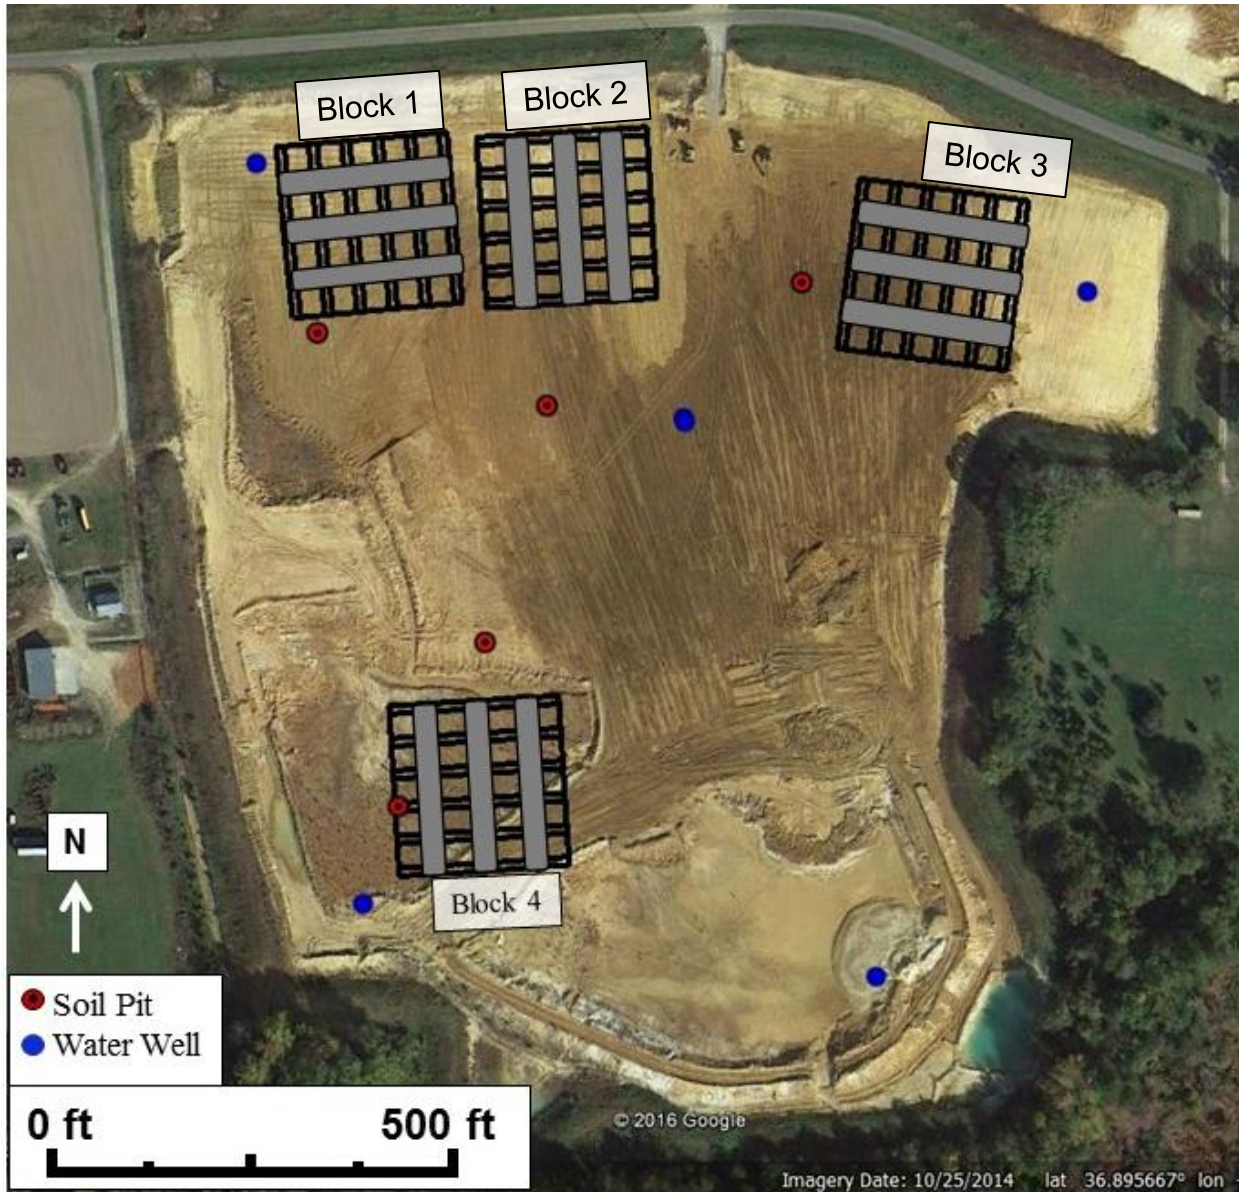 Block 1
Block 2
Block 3
Block 4
N
Soil Pit
Water Well
0 ft 500 ft
© 2016 Google
Imagery Date: 10/25/2014 lat 36.895667° lon